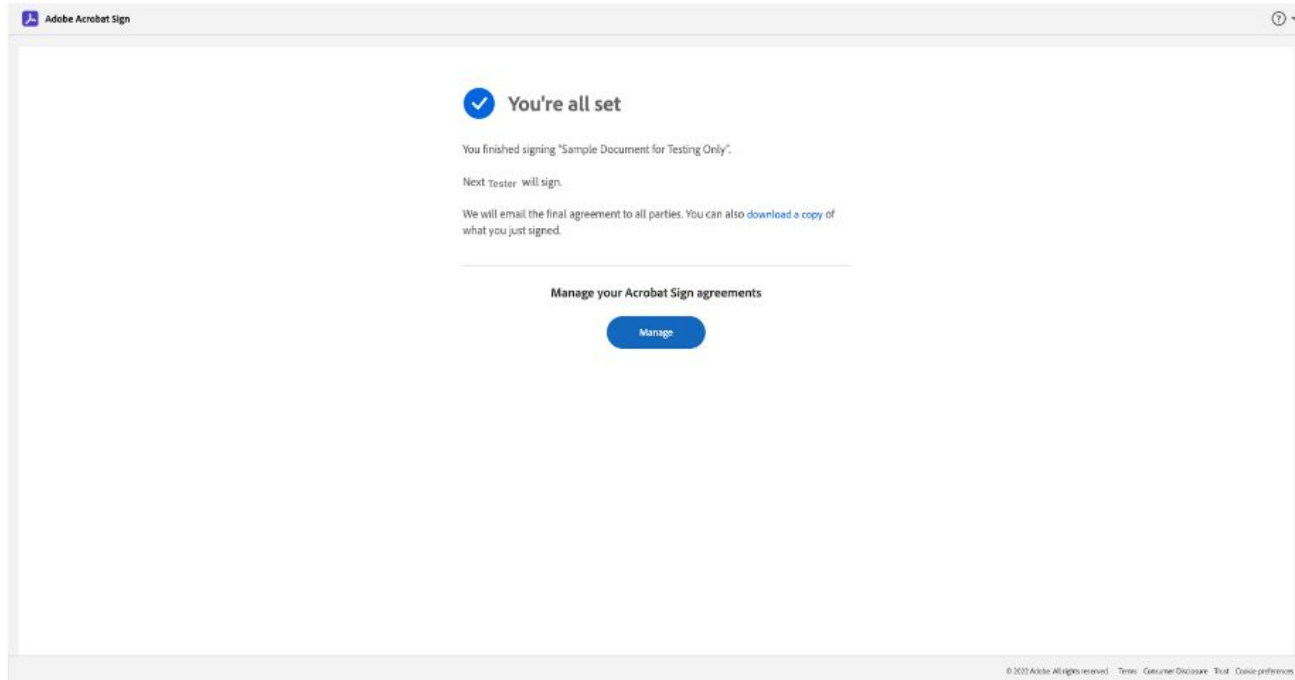 Adobe Acrobat Sign
You're all set
You finished signing "Sample Document for Testing Only".
Next Tester will sign.
We will email the final agreement to all parties. You can also download a copy of
what you just signed.
Manage your Acrobat Sign agreements
Manage
© 2022 Adobe. All rights reserved. Terms Consumer Disclosure Trust Cookie preferences